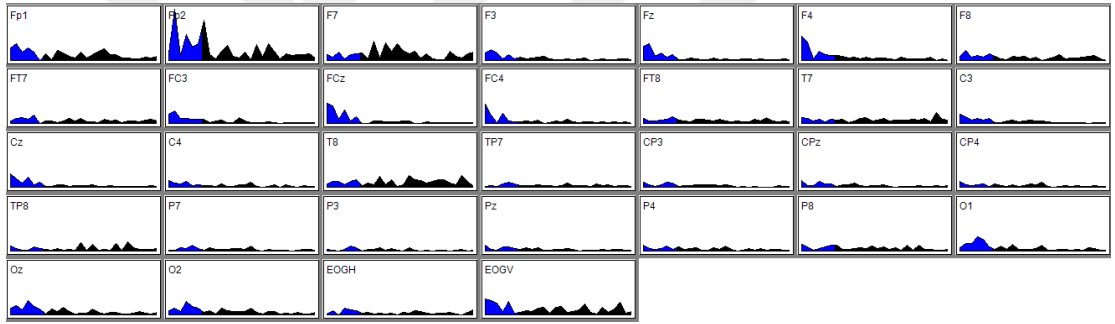 Fp1 Fp2 F7 F3 Fz F4 F8
FT7 FC3 FCz FC4 FT8 T7 C3
Cz C4 T8 TP7 CP3 CPz CP4
TP8 P7 P3 Pz P4 P8 O1
Oz O2 EOGH EOGV